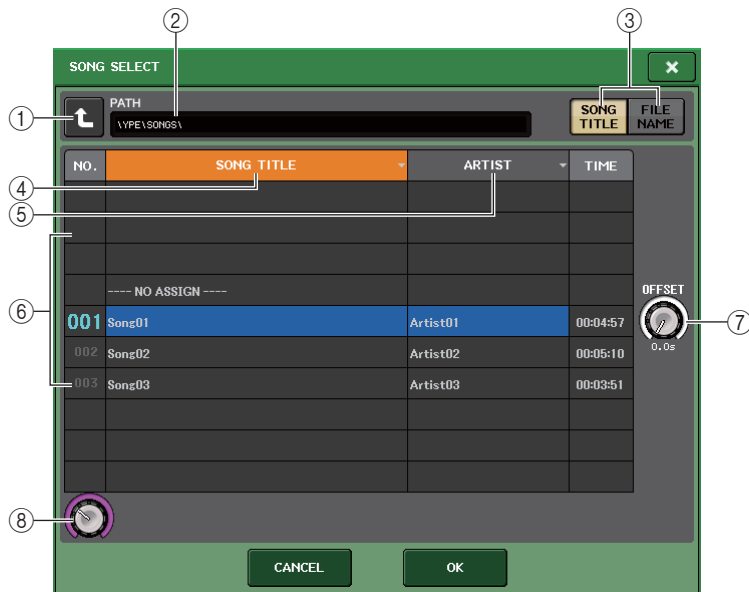 ② ③
SONG SELECT
①
PATH
\YPE\SONGS\
SONG TITLE
FILE NAME
NO. SONG TITLE ARTIST TIME
④
⑤
---- NO ASSIGN ----
OFFSET
⑥
001 Song01 Artist01 00:04:57
⑦
0.0s
002 Song02 Artist02 00:05:10
003 Song03 Artist03 00:03:51
⑧
CANCEL OK